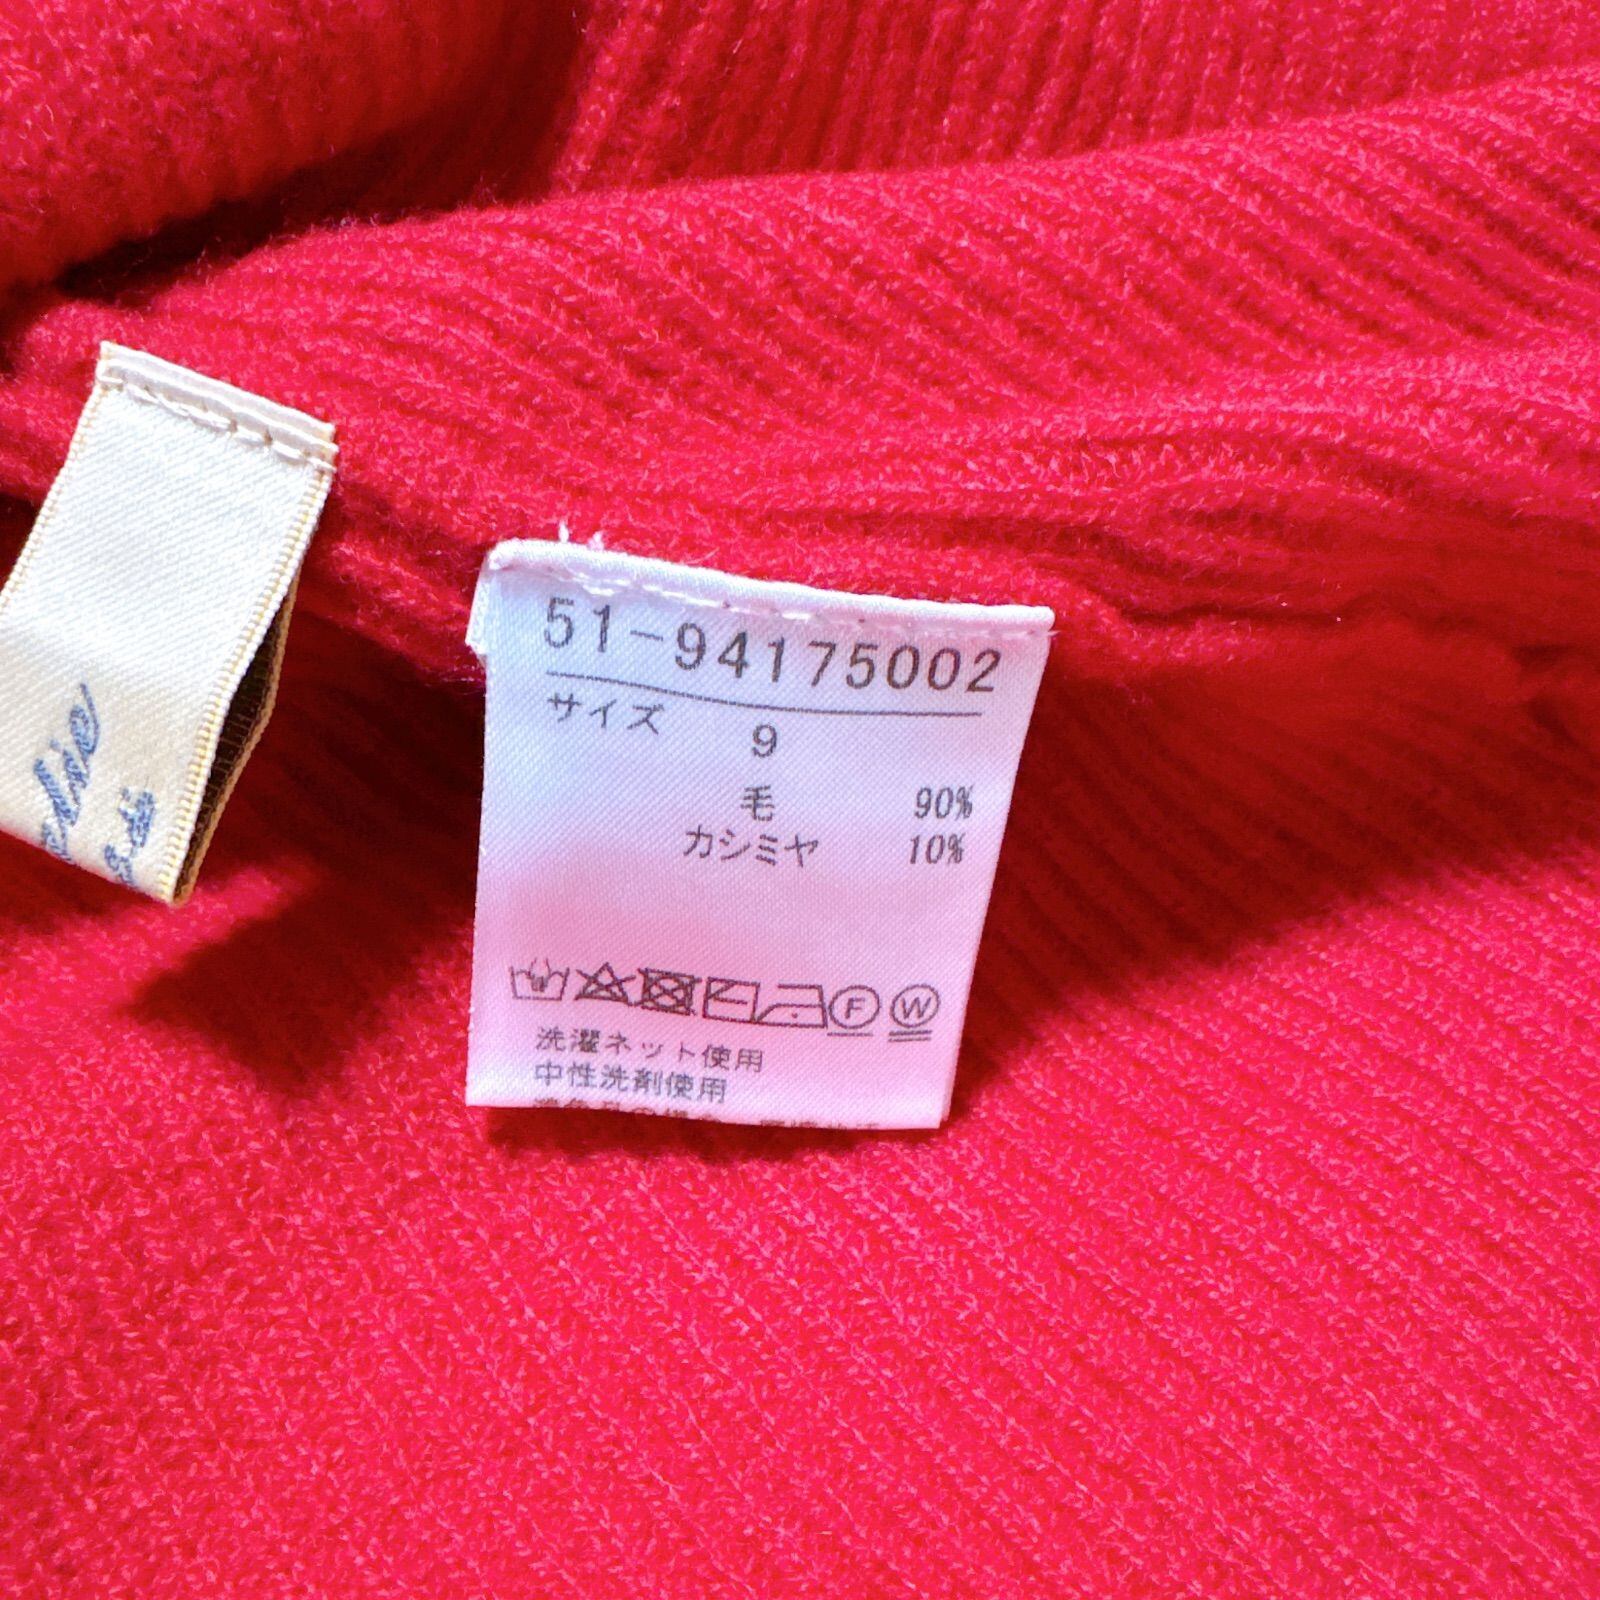 51-94175002
サイズ 9
毛 90%
カシミヤ 10%
F W
洗濯ネット使用
中性洗剤使用